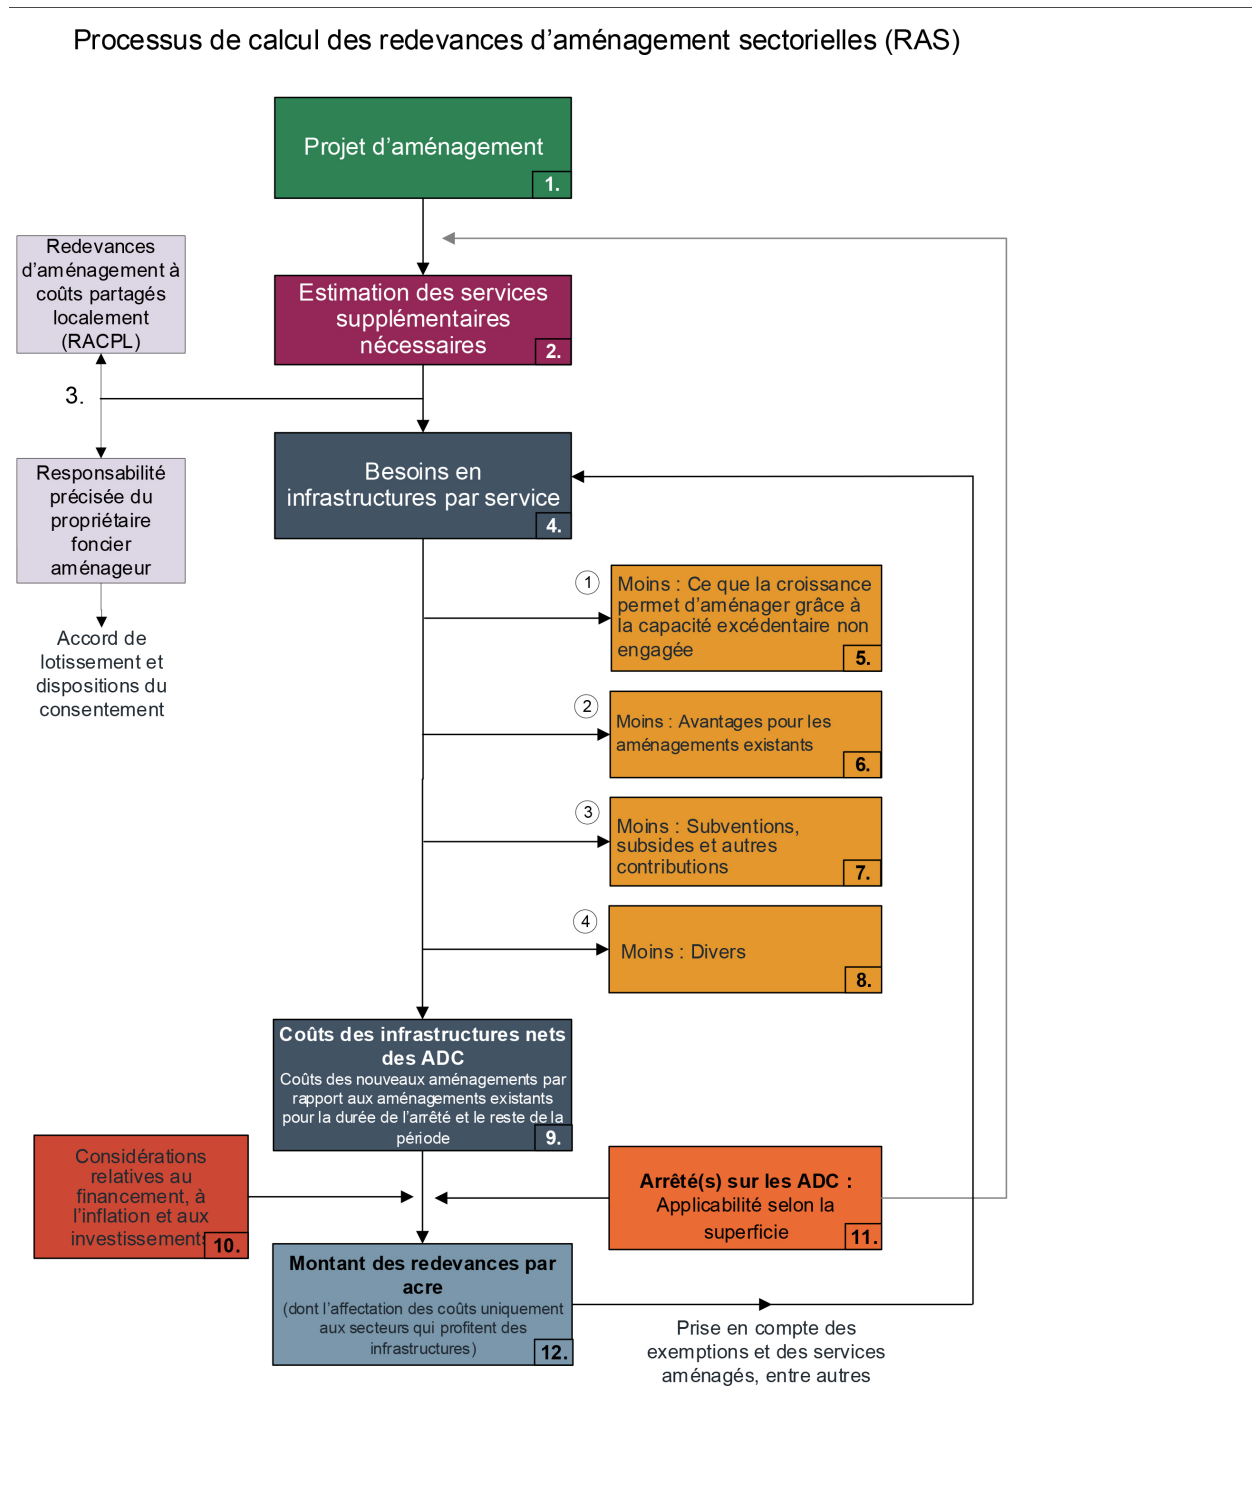 Processus de calcul des redevances d’aménagement sectorielles (RAS)
Projet d’aménagement
1.
Redevances
d’aménagement à
coûts partagés
localement
(RACPL)
Estimation des services
supplémentaires
nécessaires
2.
3.
Besoins en
infrastructures par service
4.
Responsabilité
précisée du
propriétaire
foncier
aménageur
Accord de
lotissement et
dispositions du
consentement
1
Moins : Ce que la croissance
permet d’aménager grâce à
la capacité excédentaire non
engagée
5.
2
Moins : Avantages pour les
aménagements existants
6.
3
Moins : Subventions,
subsides et autres
contributions
7.
4
Moins : Divers
8.
Coûts des infrastructures nets
des ADC
Coûts des nouveaux aménagements par
rapport aux aménagements existants
pour la durée de l’arrêté et le reste de la
période
9.
Considérations
relatives au
financement, à
l’inflation et aux
investissements
10.
Arrêté(s) sur les ADC :
Applicabilité selon la
superficie
11.
Montant des redevances par
acre
(dont l’affectation des coûts uniquement
aux secteurs qui profitent des
infrastructures)
12.
Prise en compte des
exemptions et des services
aménagés, entre autres